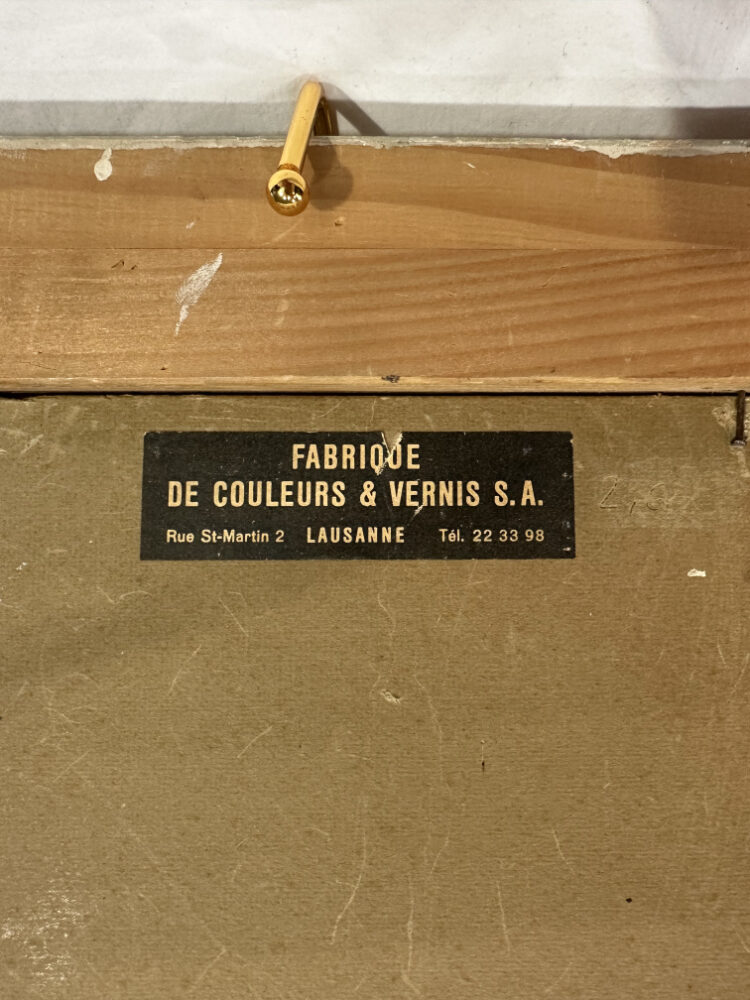 FABRIQUE
DE COULEURS & VERNIS S.A.
Rue St-Martin 2 LAUSANNE Tél. 22 33 98